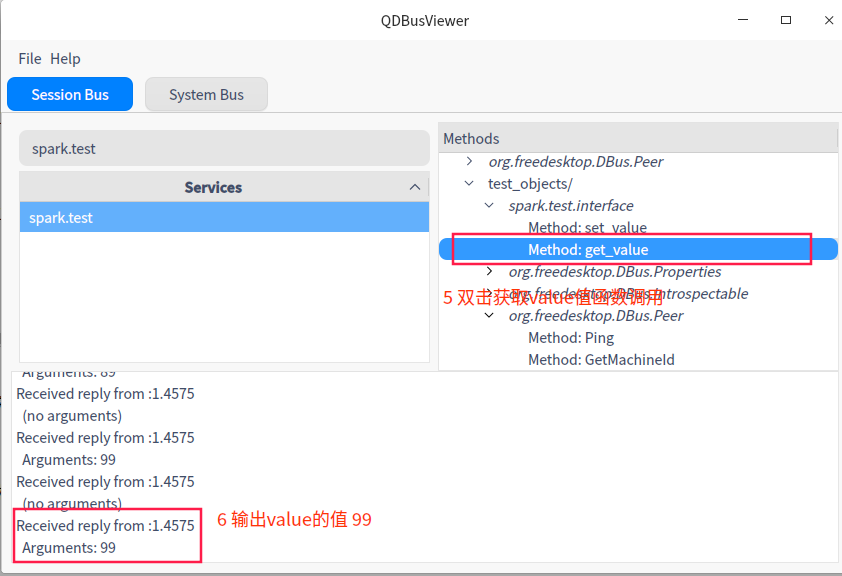 QDBusViewer
File Help
Session Bus
System Bus
spark.test
Services
spark.test
Methods
org.freedesktop.DBus.Peer
test_objects/
spark.test.interface
Method: set_value
Method: get_value
org.freedesktop.DBus.Properties
org.freedesktop.DBus.Introspectable
5 双击获取value值函数调用
org.freedesktop.DBus.Peer
Method: Ping
Method: GetMachineId
Arguments: 89
Received reply from :1.4575
(no arguments)
Received reply from :1.4575
Arguments: 99
Received reply from :1.4575
(no arguments)
Received reply from :1.4575
Arguments: 99
6 输出value的值 99